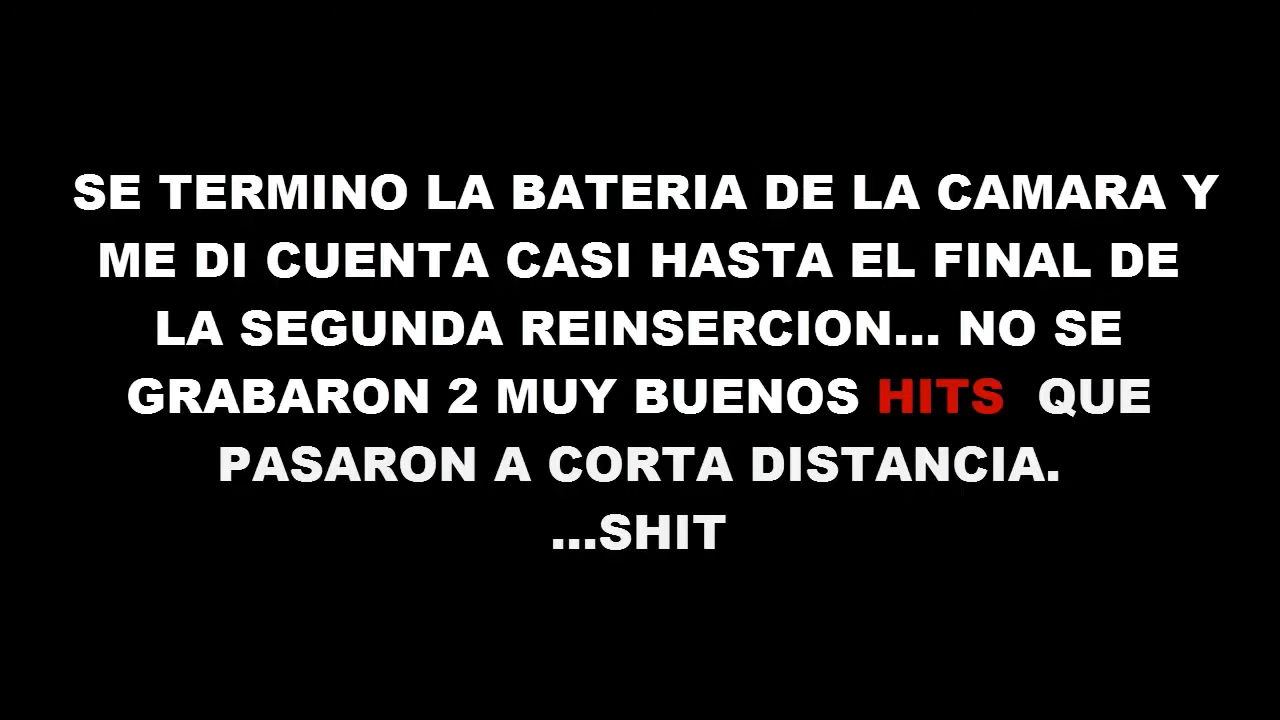 SE TERMINO LA BATERIA DE LA CAMARA Y
ME DI CUENTA CASI HASTA EL FINAL DE
LA SEGUNDA REINSERCION... NO SE
GRABARON 2 MUY BUENOS HITS QUE
PASARON A CORTA DISTANCIA.
...SHIT